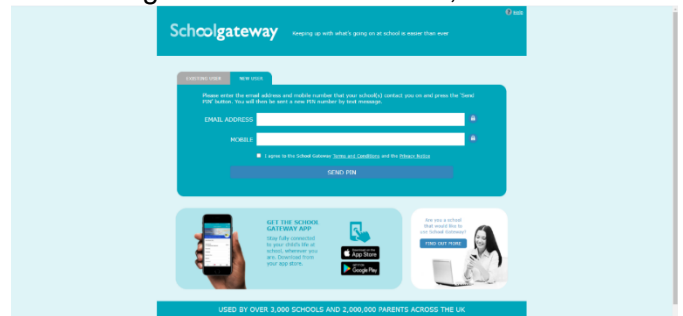 Schoolgateway
Keeping up with what's going on at school is easier than ever
EXISTING USER
NEW USER
Please enter the email address and mobile number that your school(s) contact you on and press the 'Send
PIN' button. You will then be sent a new PIN number by text message.
EMAIL ADDRESS
MOBILE
I agree to the School Gateway Terms and Conditions and the Privacy Notice
SEND PIN
GET THE SCHOOL
GATEWAY APP
Stay fully connected
to your child's life at
school, wherever you
are. Download from
your app store.
App Store
Google Play
Are you a school
that would like to
use School Gateway?
FIND OUT MORE
USED BY OVER 3,000 SCHOOLS AND 2,000,000 PARENTS ACROSS THE UK